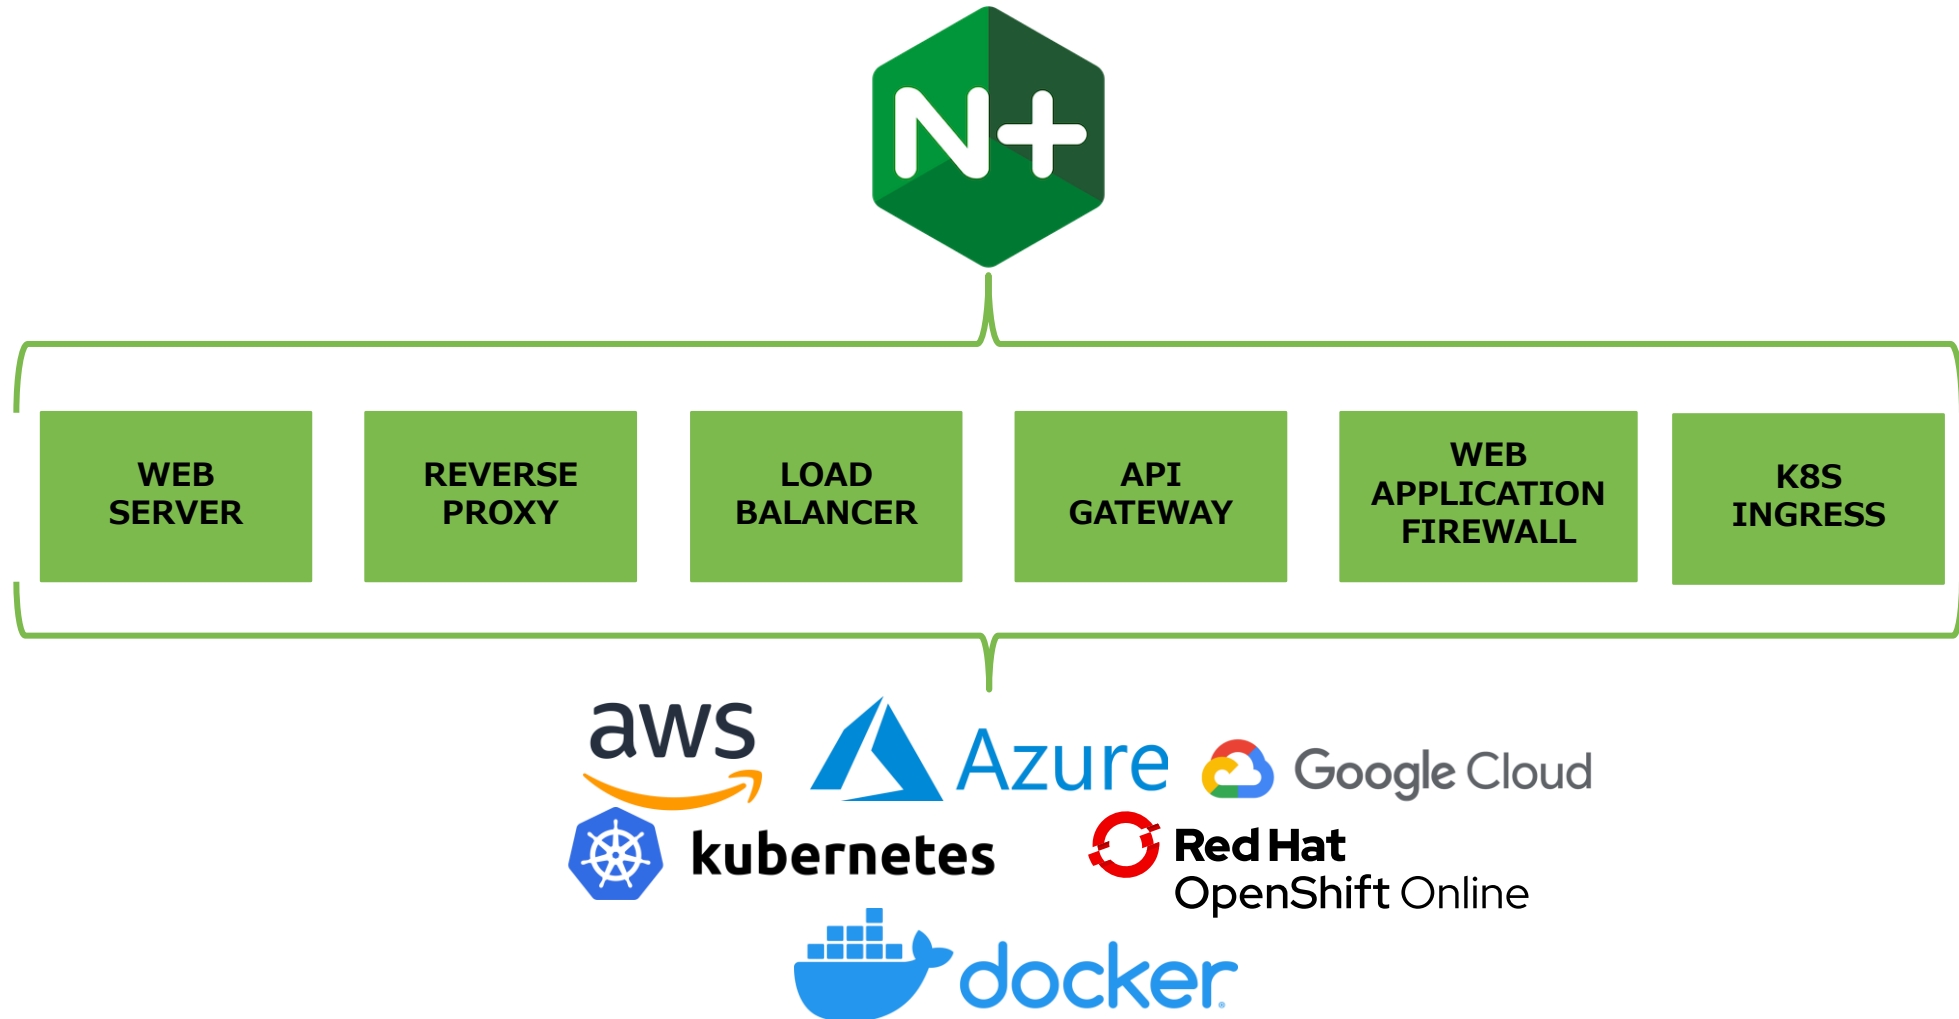 N+
WEB
SERVER
REVERSE
PROXY
LOAD
BALANCER
API
GATEWAY
WEB
APPLICATION
FIREWALL
K8S
INGRESS
aws
Azure
Google Cloud
kubernetes
Red Hat
OpenShift Online
docker